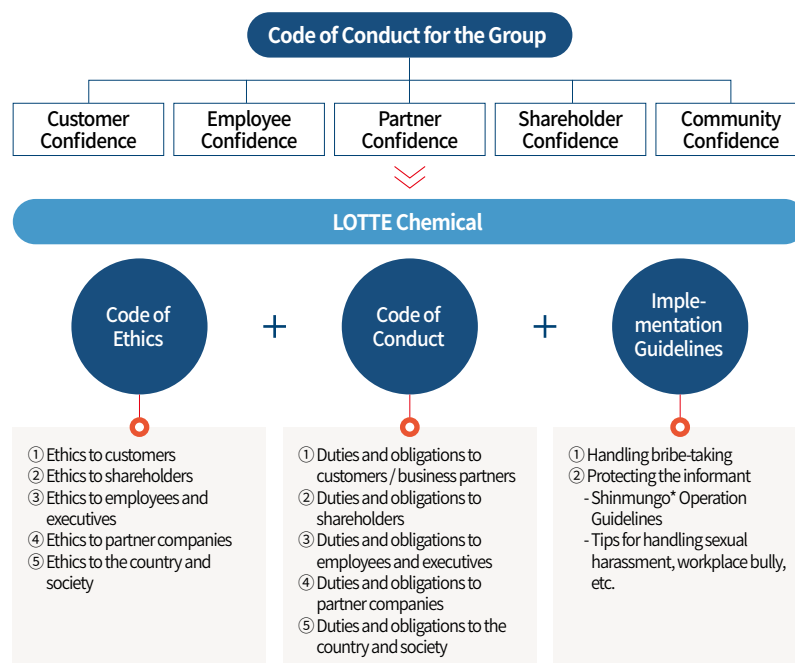 Code of Conduct for the Group
Customer
Confidence
Employee
Confidence
Partner
Confidence
Shareholder
Confidence
Community
Confidence
LOTTE Chemical
Code of
Ethics
+
Code of
Conduct
+
Imple-
mentation
Guidelines
① Ethics to customers
② Ethics to shareholders
③ Ethics to employees and
executives
④ Ethics to partner companies
⑤ Ethics to the country and
society
① Duties and obligations to
customers / business partners
② Duties and obligations to
shareholders
③ Duties and obligations to
employees and executives
④ Duties and obligations to
partner companies
⑤ Duties and obligations to the
country and society
① Handling bribe-taking
② Protecting the informant
- Shinmungo* Operation
Guidelines
- Tips for handling sexual
harassment, workplace bully,
etc.